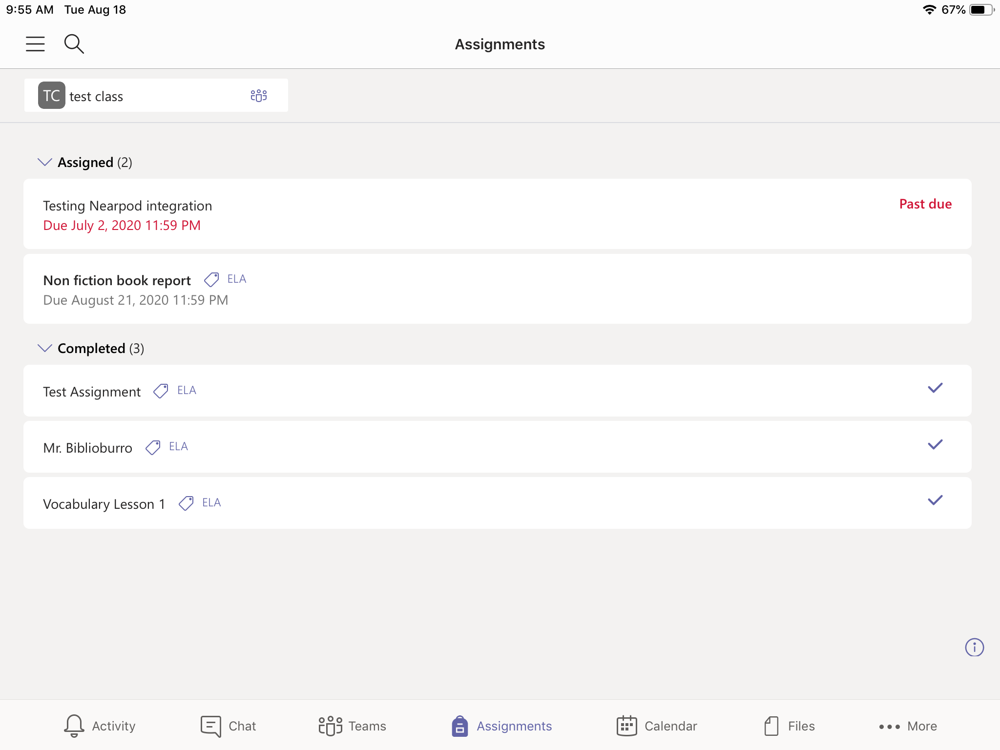 9:55 AM Tue Aug 18 67%
Assignments
TC test class
Assigned (2)
Testing Nearpod integration Past due
Due July 2, 2020 11:59 PM
Non fiction book report ELA
Due August 21, 2020 11:59 PM
Completed (3)
Test Assignment ELA
Mr. Biblioburro ELA
Vocabulary Lesson 1 ELA
Activity Chat Teams Assignments Calendar Files More